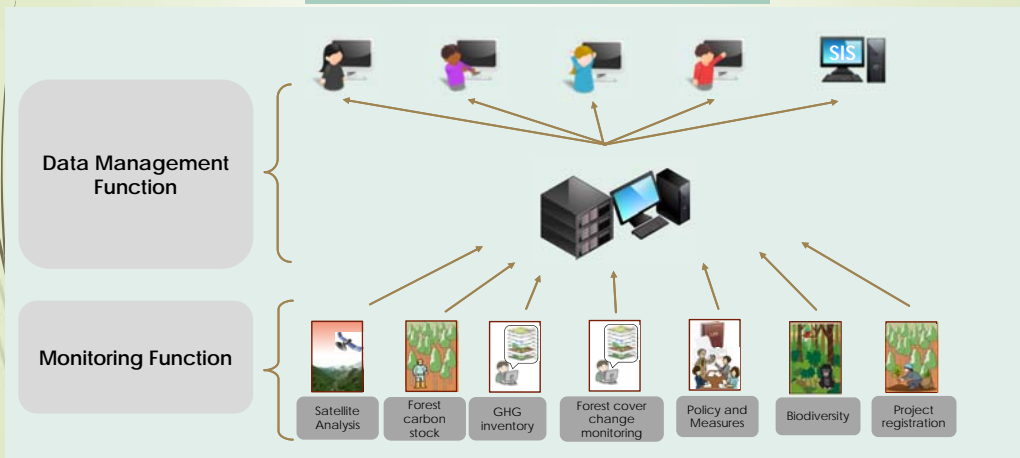 SIS
Data Management
Function
Monitoring Function
Satellite
Analysis
Forest
carbon
stock
GHG
inventory
Forest cover
change
monitoring
Policy and
Measures
Biodiversity
Project
registration